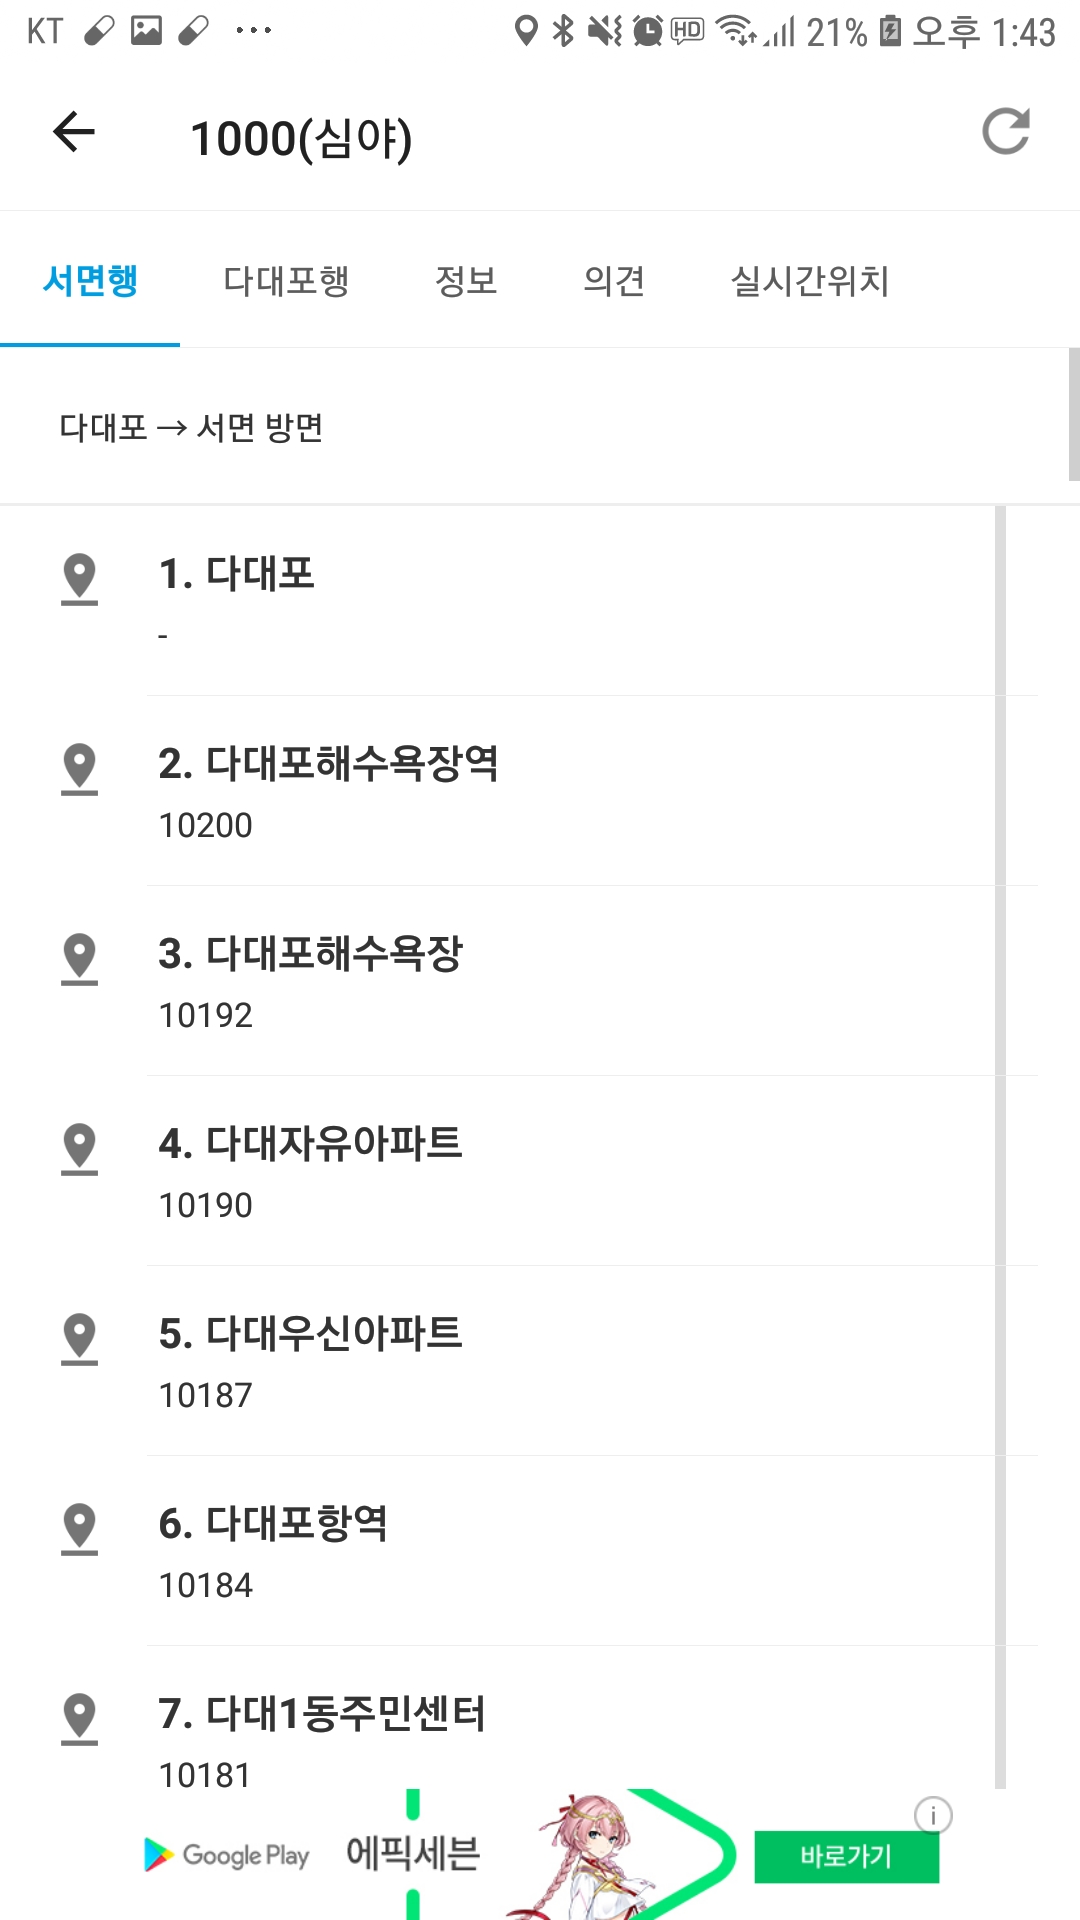 KT HD 21% 오후 1:43
1000(심야)
서면행 다대포행 정보 의견 실시간위치
다대포 → 서면 방면
1. 다대포
-
2. 다대포해수욕장역
10200
3. 다대포해수욕장
10192
4. 다대자유아파트
10190
5. 다대우신아파트
10187
6. 다대포항역
10184
7. 다대1동주민센터
10181
Google Play 에픽세븐 바로가기